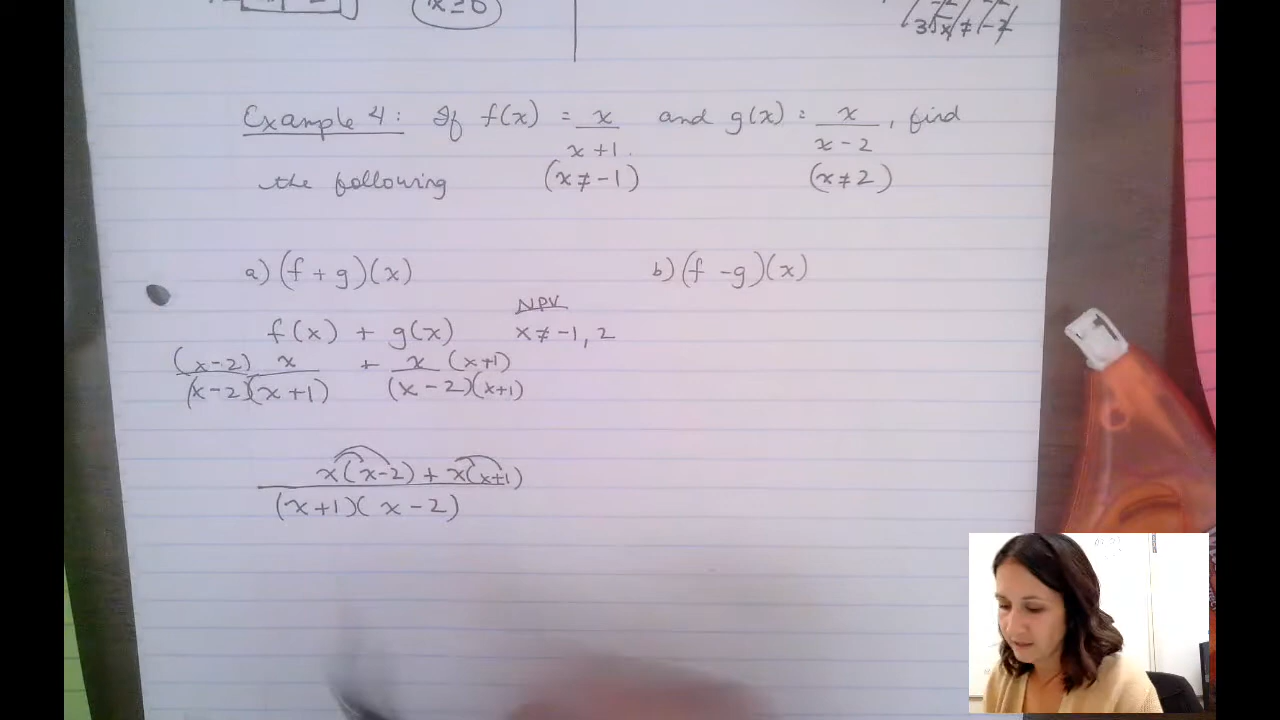 x ≥ 6
Example 4: If f(x) = x/(x+1) and g(x) = x/(x-2), find
the following (x ≠ -1) (x ≠ 2)
a) (f + g)(x) b) (f - g)(x)
NPV
f(x) + g(x) x ≠ -1, 2
(x-2) x / (x-2)(x+1) + x (x+1) / (x-2)(x+1)
x(x-2) + x(x+1)
(x+1)(x-2)